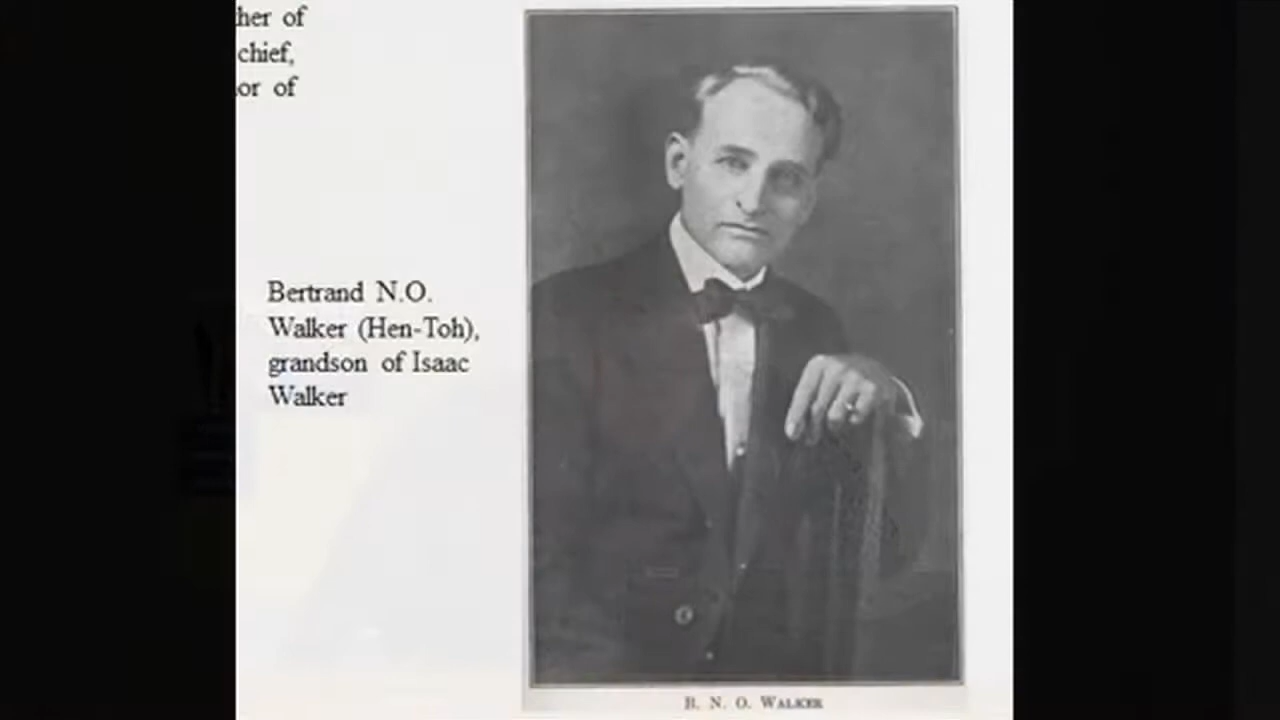 her of
chief,
or of
Bertrand N.O.
Walker (Hen-Toh),
grandson of Isaac
Walker
B. N. O. WALKER